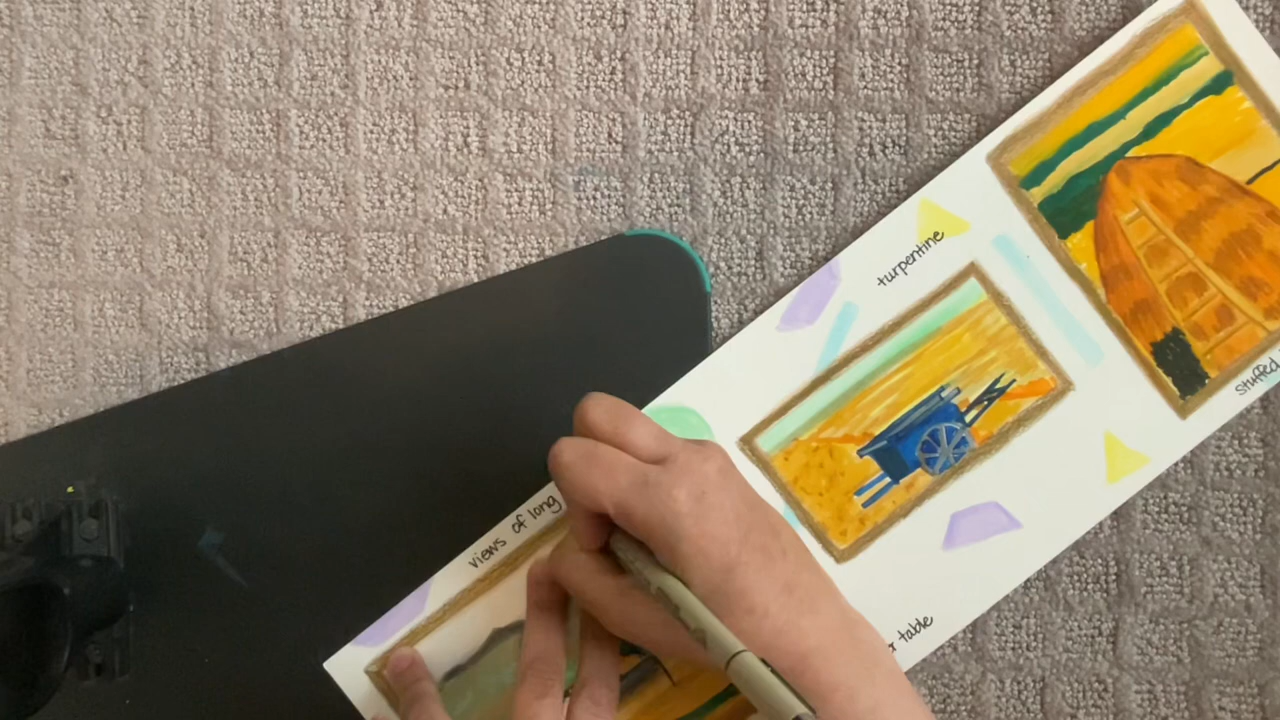 turpentine
stuffed
views of long
table